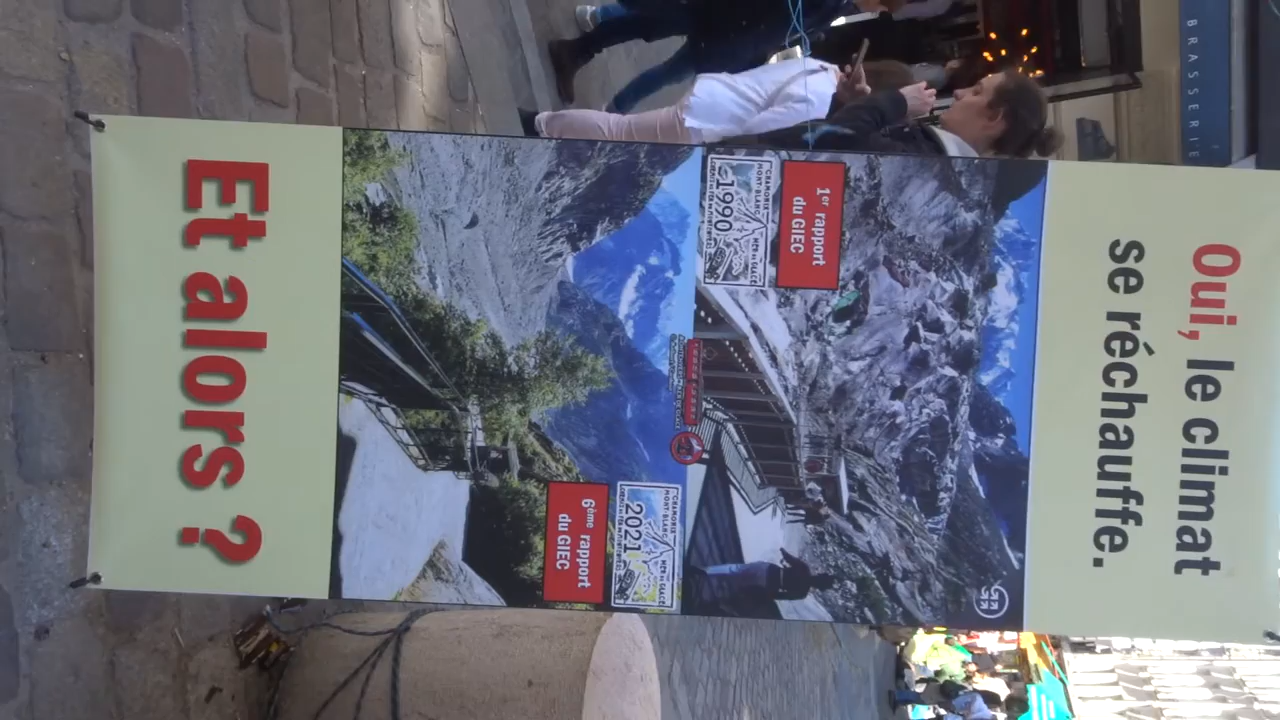 Oui, le climat
se réchauffe.
1er rapport
du GIEC
CHAMONIX
MONT-BLANC
MER DE GLACE
1990
6ème rapport
du GIEC
CHAMONIX
MONT-BLANC
MER DE GLACE
2021
Et alors ?
BRASSERIE